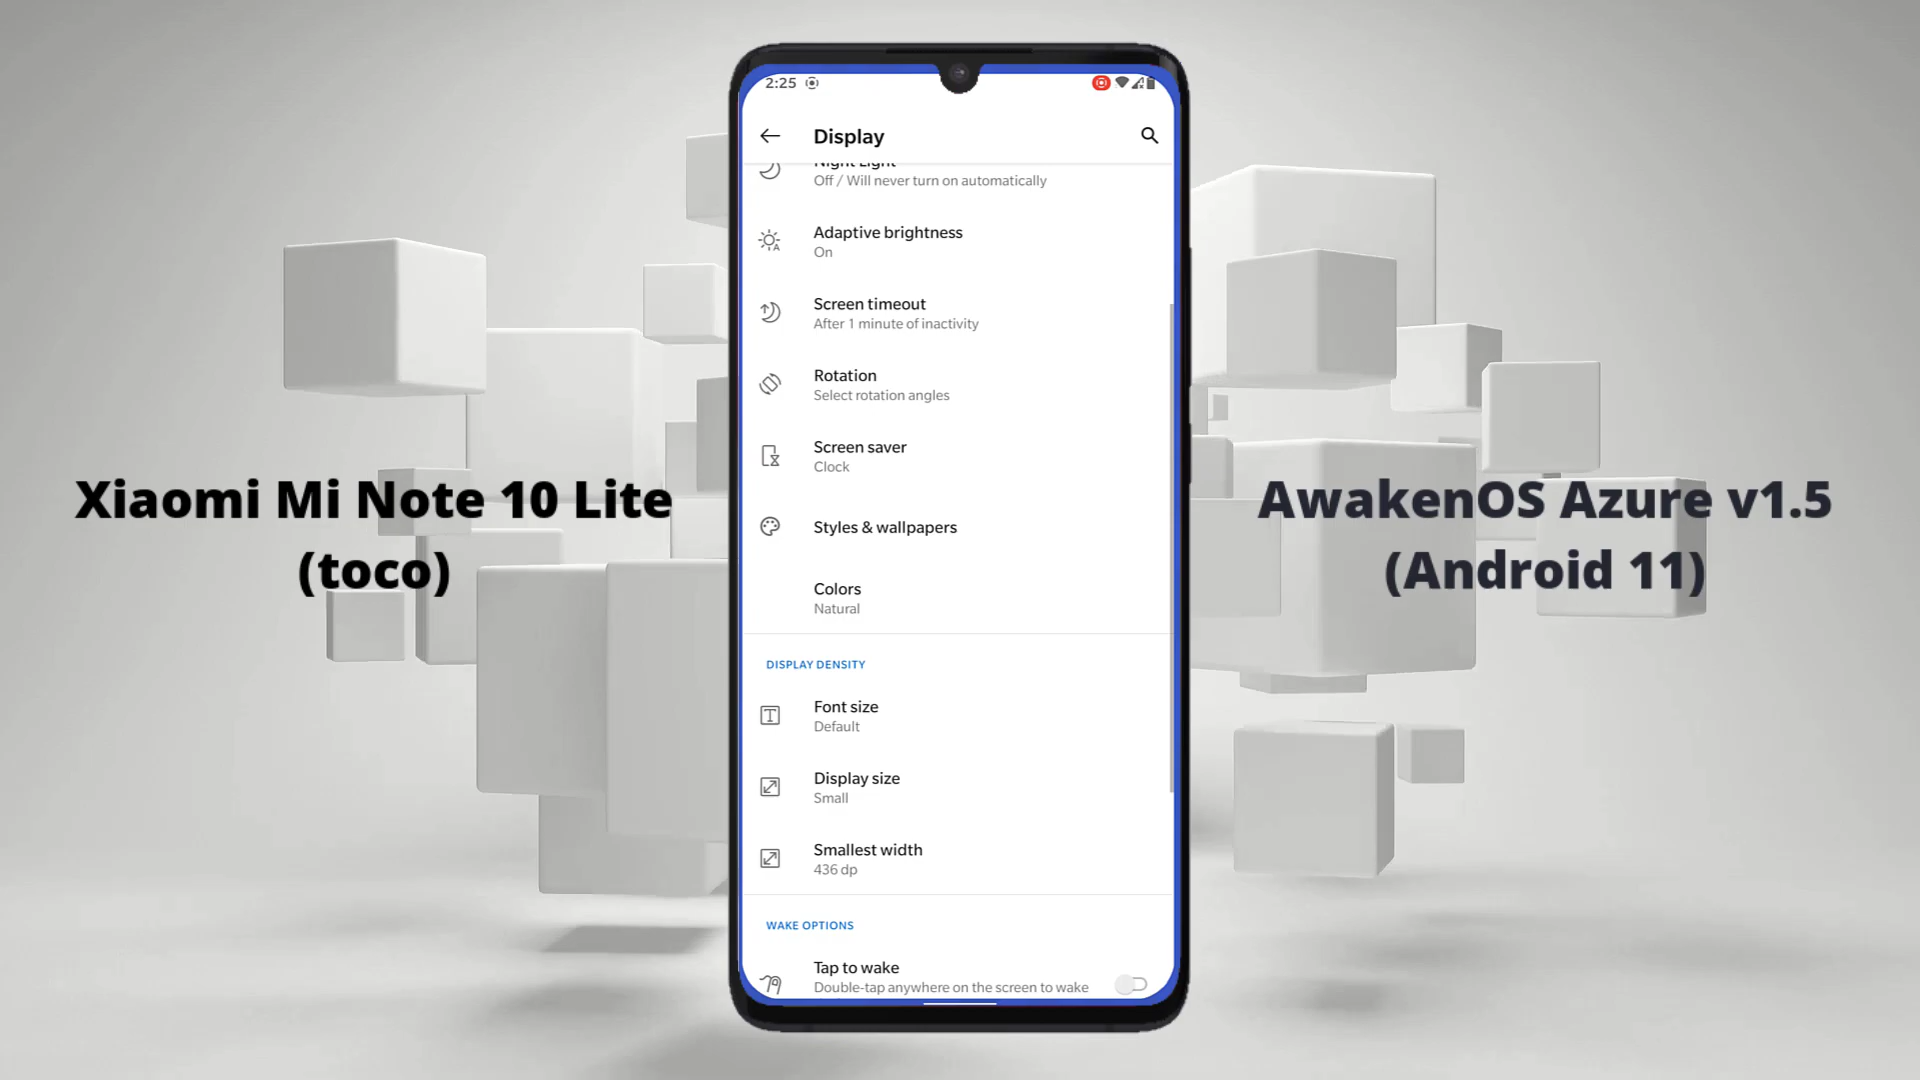 2:25
Display
Night Light
Off / Will never turn on automatically
Adaptive brightness
On
Screen timeout
After 1 minute of inactivity
Rotation
Select rotation angles
Screen saver
Clock
Styles & wallpapers
Colors
Natural
DISPLAY DENSITY
Font size
Default
Display size
Small
Smallest width
436 dp
WAKE OPTIONS
Tap to wake
Double-tap anywhere on the screen to wake
Xiaomi Mi Note 10 Lite
(toco)
AwakenOS Azure v1.5
(Android 11)